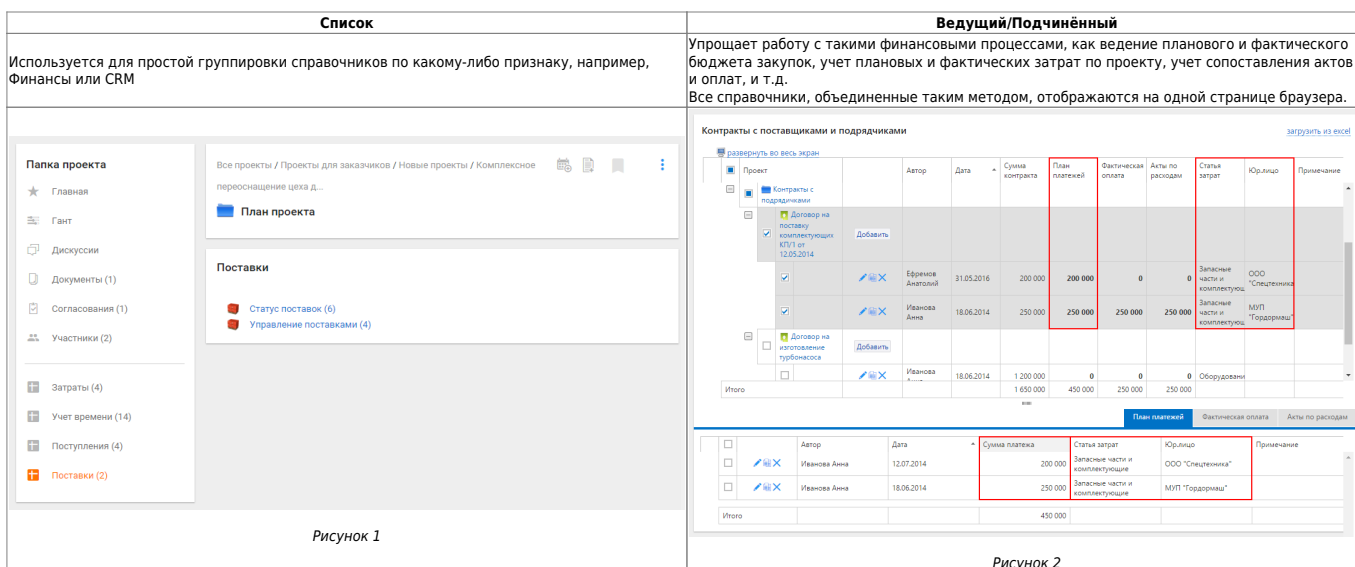 Список
Ведущий/Подчинённый
Используется для простой группировки справочников по какому-либо признаку, например,
Финансы или CRM
Упрощает работу с такими финансовыми процессами, как ведение планового и фактического
бюджета закупок, учет плановых и фактических затрат по проекту, учет сопоставления актов
и оплат, и т.д.
Все справочники, объединенные таким методом, отображаются на одной странице браузера.
Папка проекта
Главная
Гант
Дискуссии
Документы (1)
Согласования (1)
Участники (2)
Затраты (4)
Учет времени (14)
Поступления (4)
Поставки (2)
Все проекты / Проекты для заказчиков / Новые проекты / Комплексное
переоснащение цеха д...
План проекта
Поставки
Статус поставок (6)
Управление поставками (4)
Рисунок 1
Контракты с поставщиками и подрядчиками
загрузить из excel
развернуть во весь экран
Проект Автор Дата Сумма контракта План платежей Фактическая оплата Акты по расходам Статья затрат Юр.лицо Примечание
Контракты с
подрядчиками
Договор на
поставку
комплектующих Добавить
КП/1 от
12.05.2014
Ефремов Анатолий 31.05.2016 200 000 200 000 0 0 Запасные части и комплектующ ООО "Спецтехника
Иванова Анна 18.06.2014 250 000 250 000 250 000 250 000 Запасные части и комплектующ МУП "Гордормаш"
Договор на
изготовление Добавить
турбонасоса
Иванова 18.06.2014 1 200 000 0 0 0 Оборудовани
Итого 1 650 000 450 000 250 000 250 000
План платежей Фактическая оплата Акты по расходам
Автор Дата Сумма платежа Статья затрат Юр.лицо Примечание
Иванова Анна 12.07.2014 200 000 Запасные части и комплектующие ООО "Спецтехника"
Иванова Анна 18.06.2014 250 000 Запасные части и комплектующие МУП "Гордормаш"
Итого 450 000
Рисунок 2